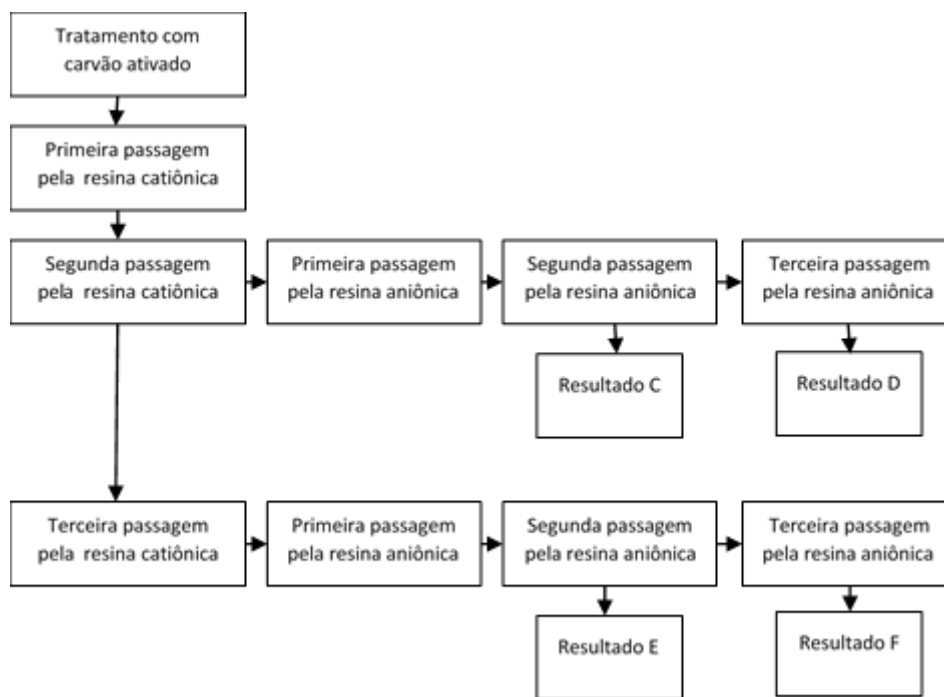 Tratamento com
carvão ativado
Primeira passagem
pela resina catiônica
Segunda passagem
pela resina catiônica
Primeira passagem
pela resina aniônica
Segunda passagem
pela resina aniônica
Terceira passagem
pela resina aniônica
Resultado C
Resultado D
Terceira passagem
pela resina catiônica
Primeira passagem
pela resina aniônica
Segunda passagem
pela resina aniônica
Terceira passagem
pela resina aniônica
Resultado E
Resultado F